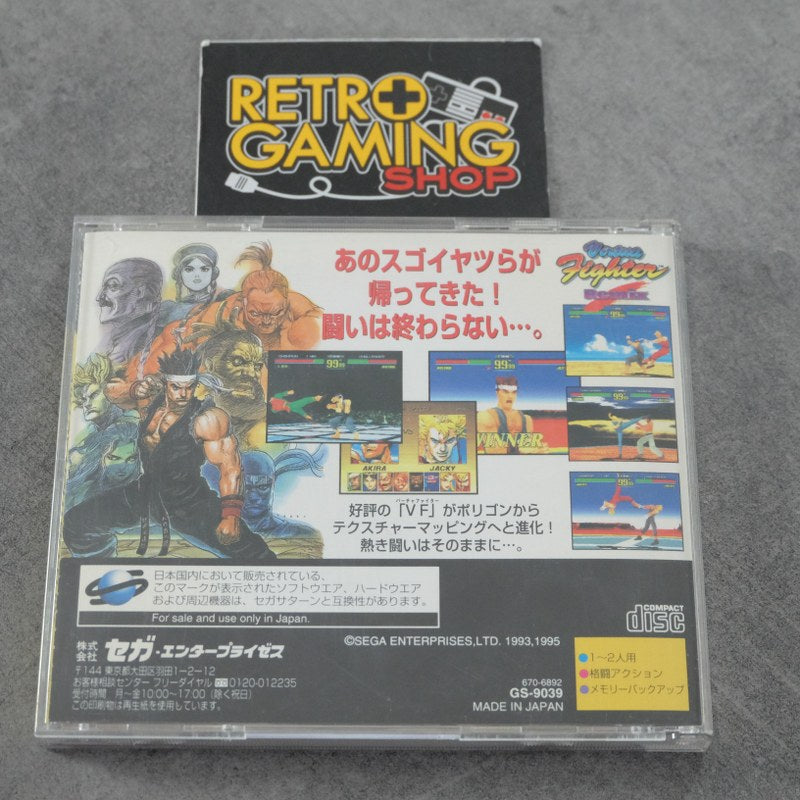 RETRO
GAMING
SHOP
あのスゴイヤツらが
帰ってきた!
闘いは終わらない…。
Virtua
Fighter
Remix
99
99
WINNER
AKIRA
JACKY
99
99
バーチャファイター
好評の「VF」がポリゴンから
テクスチャーマッピングへと進化!
熱き闘いはそのままに…。
日本国内において販売されている、
このマークが表示されたソフトウエア、ハードウエア
および周辺機器は、セガサターンと互換性があります。
For sale and use only in Japan.
COMPACT
disc
株式会社 セガ・エンタープライゼス
〒144 東京都大田区羽田1-2-12
お客様相談センター フリーダイヤル 0120-012235
受付時間 月~金10:00~17:00(除く祝日)
この印刷物は再生紙を使用しています。
©SEGA ENTERPRISES,LTD. 1993,1995
670-6892
GS-9039
MADE IN JAPAN
●1~2人用
●格闘アクション
●メモリーバックアップ